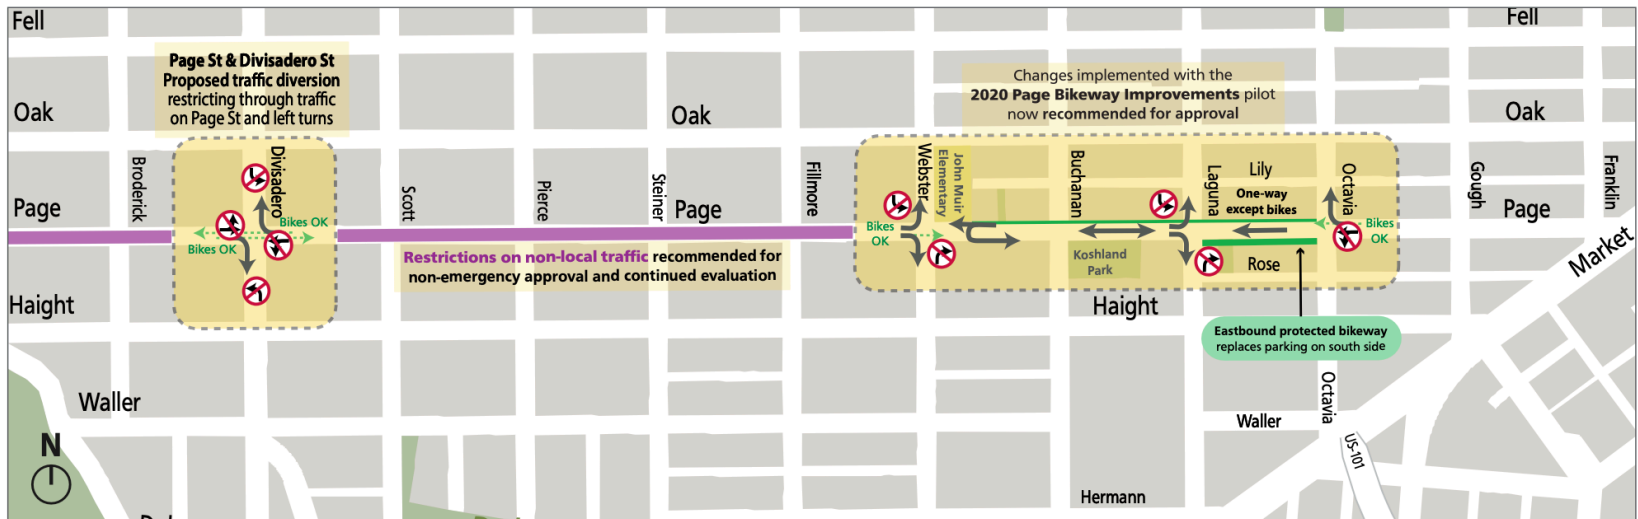 Fell
Fell
Page St & Divisadero St
Proposed traffic diversion
restricting through traffic
on Page St and left turns
Changes implemented with the
2020 Page Bikeway Improvements pilot
now recommended for approval
Oak
Oak
Oak
Broderick
Divisadero
Scott
Pierce
Steiner
Fillmore
Webster
John Muir
Elementary
Buchanan
Laguna
Lily
Octavia
Gough
Franklin
One-way
except bikes
Page
Page
Page
Bikes OK
Bikes OK
Bikes
OK
Bikes
OK
Restrictions on non-local traffic recommended for
non-emergency approval and continued evaluation
Koshland
Park
Rose
Market
Haight
Haight
Eastbound protected bikeway
replaces parking on south side
Waller
Waller
Octavia
US-101
N
Hermann